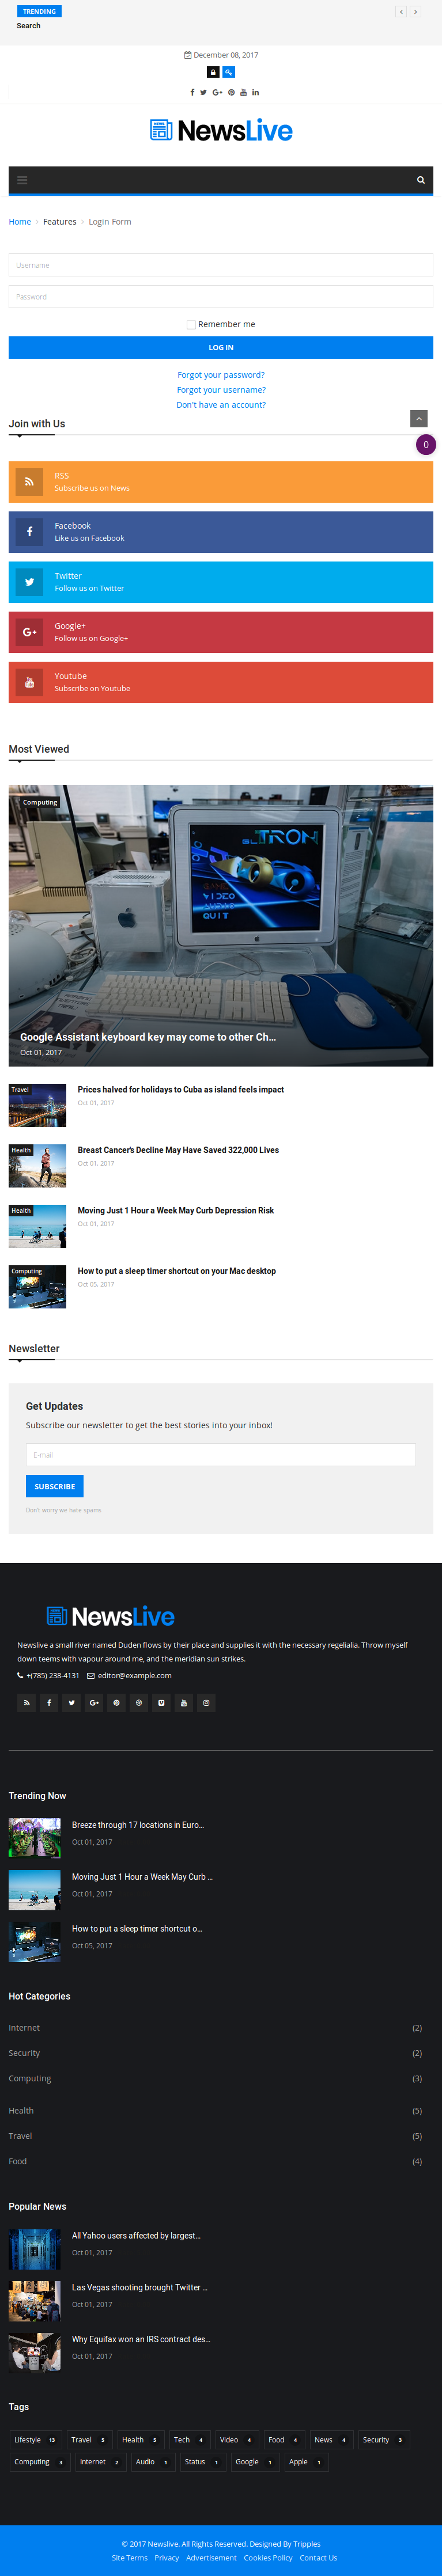 TRENDING
Search
December 08, 2017
NewsLive
Home > Features > Login Form
Username
Password
Remember me
LOG IN
Forgot your password?
Forgot your username?
Don't have an account?
Join with Us
0
RSS
Subscribe us on News
Facebook
Like us on Facebook
Twitter
Follow us on Twitter
Google+
Follow us on Google+
Youtube
Subscribe on Youtube
Most Viewed
Computing
TRON
VIDEO
AUDIO
QUIT
Google Assistant keyboard key may come to other Ch...
Oct 01, 2017
Travel
Prices halved for holidays to Cuba as island feels impact
Oct 01, 2017
Health
Breast Cancer's Decline May Have Saved 322,000 Lives
Oct 01, 2017
Health
Moving Just 1 Hour a Week May Curb Depression Risk
Oct 01, 2017
Computing
How to put a sleep timer shortcut on your Mac desktop
Oct 05, 2017
Newsletter
Get Updates
Subscribe our newsletter to get the best stories into your inbox!
E-mail
SUBSCRIBE
Don't worry we hate spams
NewsLive
Newslive a small river named Duden flows by their place and supplies it with the necessary regelialia. Throw myself
down teems with vapour around me, and the meridian sun strikes.
+(785) 238-4131 editor@example.com
Trending Now
Breeze through 17 locations in Euro...
Oct 01, 2017
Moving Just 1 Hour a Week May Curb ...
Oct 01, 2017
How to put a sleep timer shortcut o...
Oct 05, 2017
Hot Categories
Internet (2)
Security (2)
Computing (3)
Health (5)
Travel (5)
Food (4)
Popular News
All Yahoo users affected by largest...
Oct 01, 2017
Las Vegas shooting brought Twitter ...
Oct 01, 2017
Why Equifax won an IRS contract des...
Oct 01, 2017
Tags
Lifestyle 13 Travel 5 Health 5 Tech 4 Video 4 Food 4 News 4 Security 3
Computing 3 Internet 2 Audio 1 Status 1 Google 1 Apple 1
© 2017 Newslive. All Rights Reserved. Designed By Tripples
Site Terms Privacy Advertisement Cookies Policy Contact Us